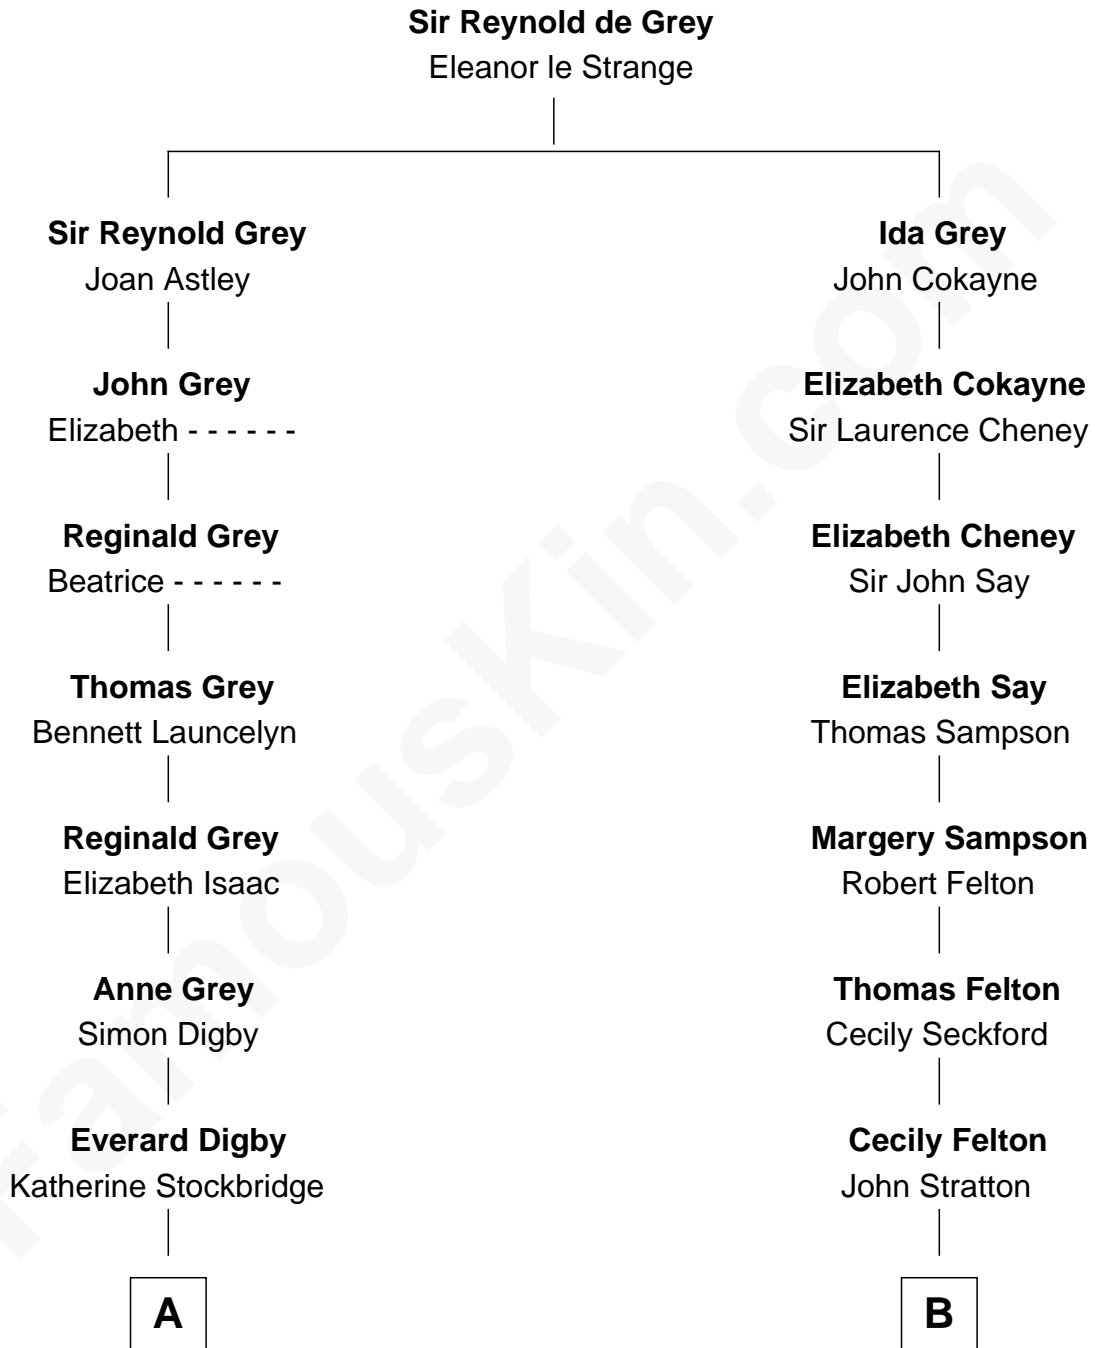 Sir Reynold de Grey
Eleanor le Strange
Sir Reynold Grey
Joan Astley
John Grey
Elizabeth - - - - - -
Reginald Grey
Beatrice - - - - - -
Thomas Grey
Bennett Launcelyn
Reginald Grey
Elizabeth Isaac
Anne Grey
Simon Digby
Everard Digby
Katherine Stockbridge
A
Ida Grey
John Cokayne
Elizabeth Cokayne
Sir Laurence Cheney
Elizabeth Cheney
Sir John Say
Elizabeth Say
Thomas Sampson
Margery Sampson
Robert Felton
Thomas Felton
Cecily Seckford
Cecily Felton
John Stratton
B
FamousKin.com